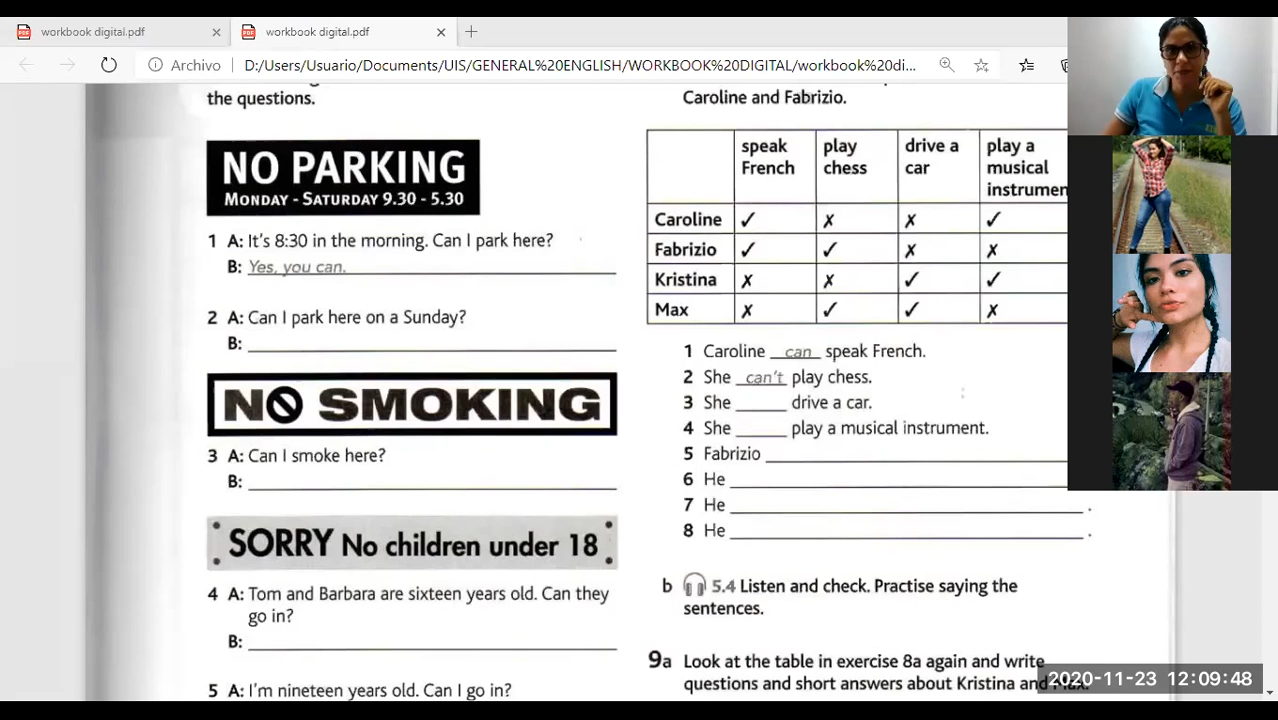 workbook digital.pdf
workbook digital.pdf
Archivo
D:/Users/Usuario/Documents/UIS/GENERAL%20ENGLISH/WORKBOOK%20DIGITAL/workbook%20di...
the questions.
NO PARKING
MONDAY - SATURDAY 9.30 - 5.30
1 A: It's 8:30 in the morning. Can I park here?
B: Yes, you can.
2 A: Can I park here on a Sunday?
B:
NO SMOKING
3 A: Can I smoke here?
B:
SORRY No children under 18
4 A: Tom and Barbara are sixteen years old. Can they
go in?
B:
5 A: I'm nineteen years old. Can I go in?
Caroline and Fabrizio.
speak French play chess drive a car play a musical instrumen
Caroline ✓ ✗ ✗ ✓
Fabrizio ✓ ✓ ✗ ✗
Kristina ✗ ✗ ✓ ✓
Max ✗ ✓ ✓ ✗
1 Caroline can speak French.
2 She can't play chess.
3 She ______ drive a car.
4 She ______ play a musical instrument.
5 Fabrizio
6 He
7 He .
8 He .
b 5.4 Listen and check. Practise saying the
sentences.
9a Look at the table in exercise 8a again and write
questions and short answers about Kristina and Max.
2020-11-23 12:09:48